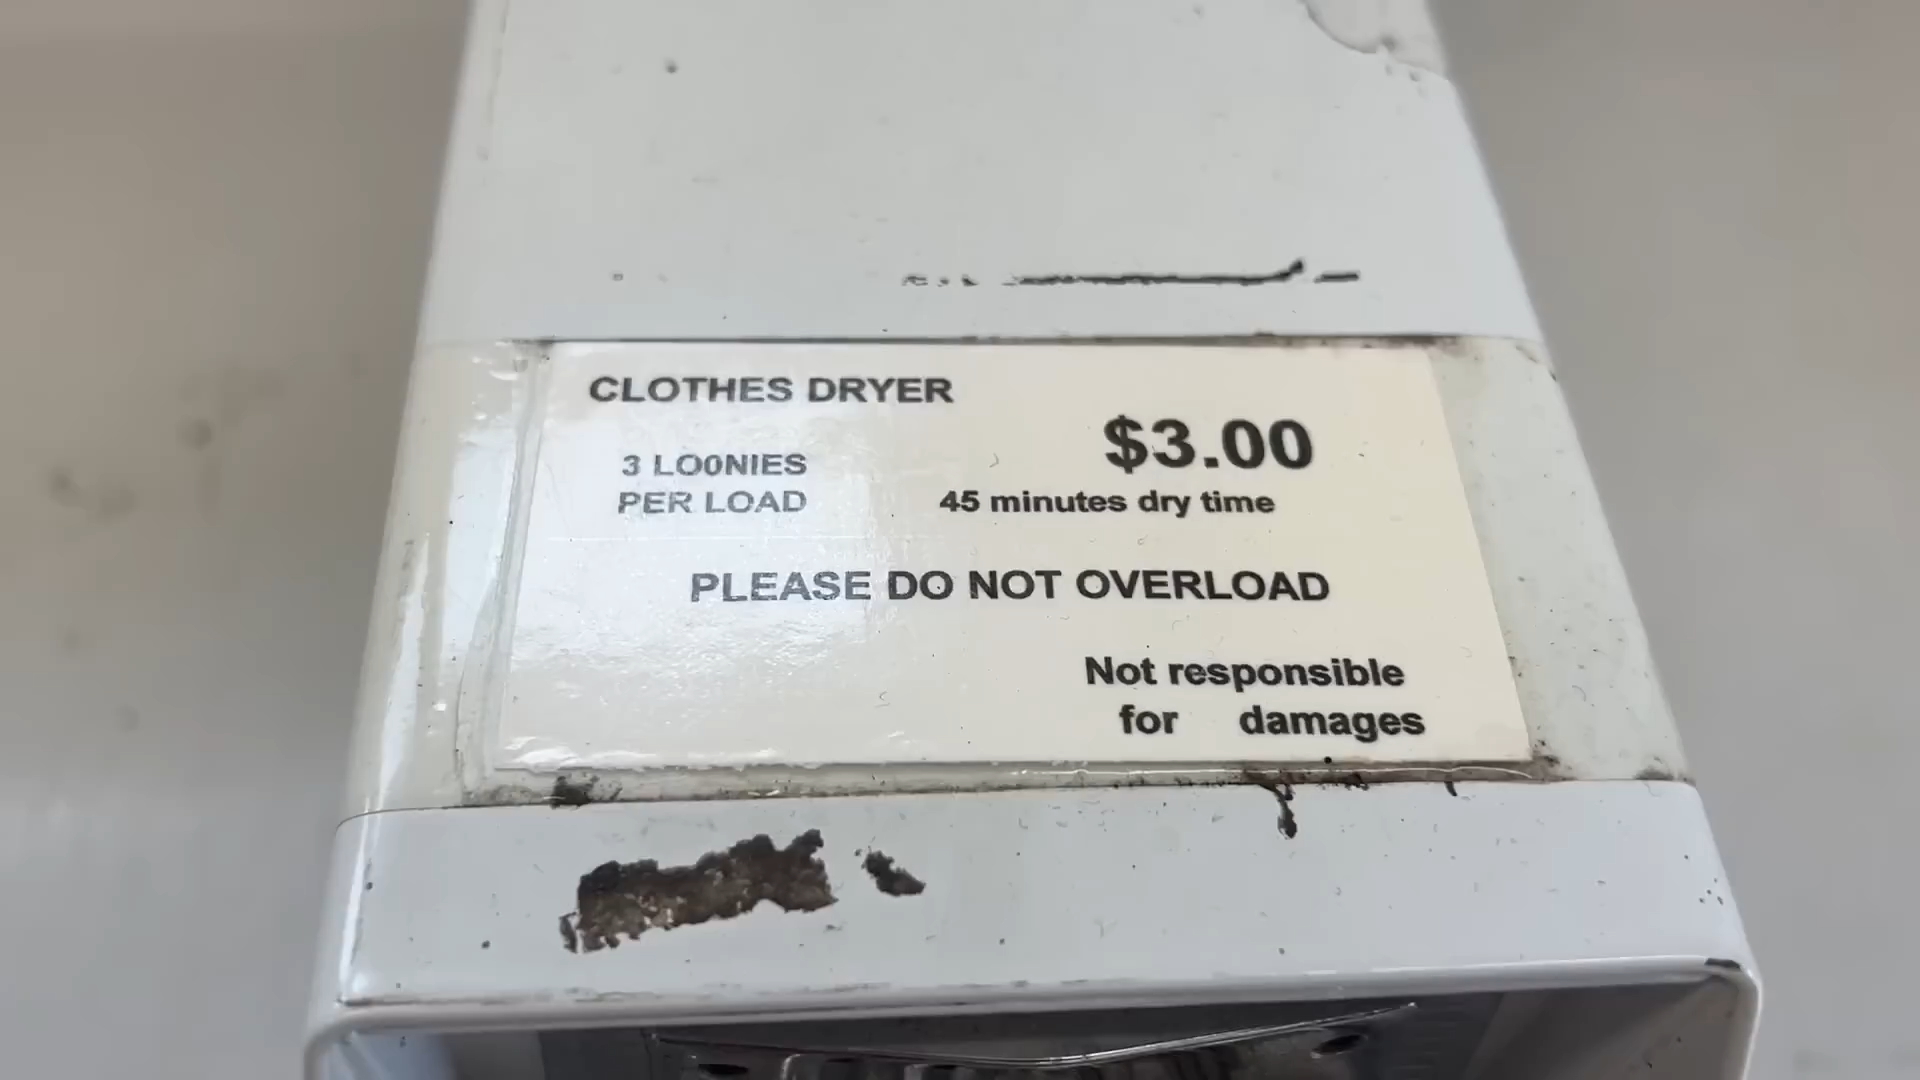 CLOTHES DRYER
$3.00
3 LOONIES
PER LOAD
45 minutes dry time
PLEASE DO NOT OVERLOAD
Not responsible
for damages